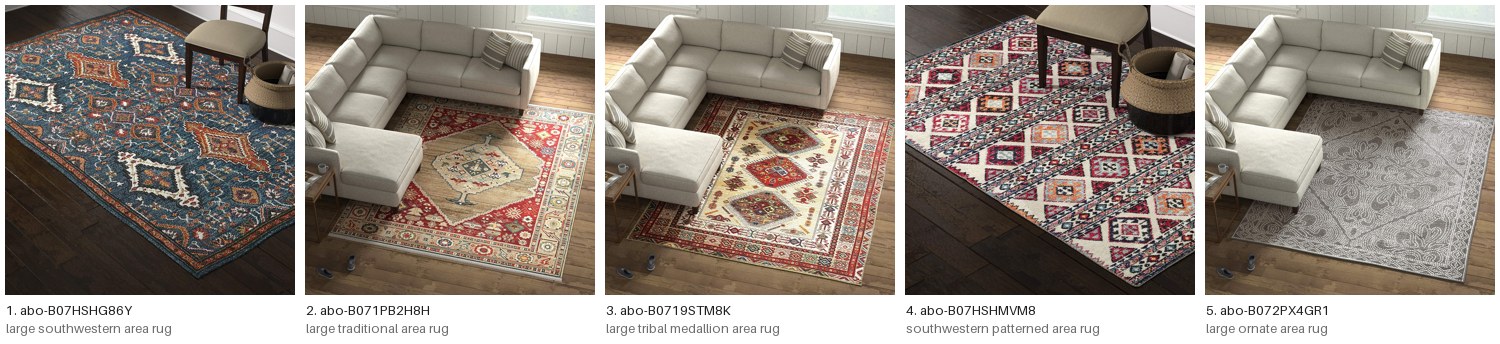 1. abo-B07HSHG86Y
large southwestern area rug
2. abo-B071PB2H8H
large traditional area rug
3. abo-B0719STM8K
large tribal medallion area rug
4. abo-B07HSHMVM8
southwestern patterned area rug
5. abo-B072PX4GR1
large ornate area rug